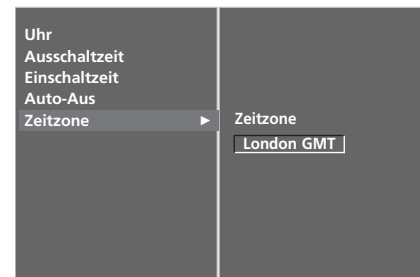 Uhr
Ausschaltzeit
Einschaltzeit
Auto-Aus
Zeitzone ►
Zeitzone
London GMT